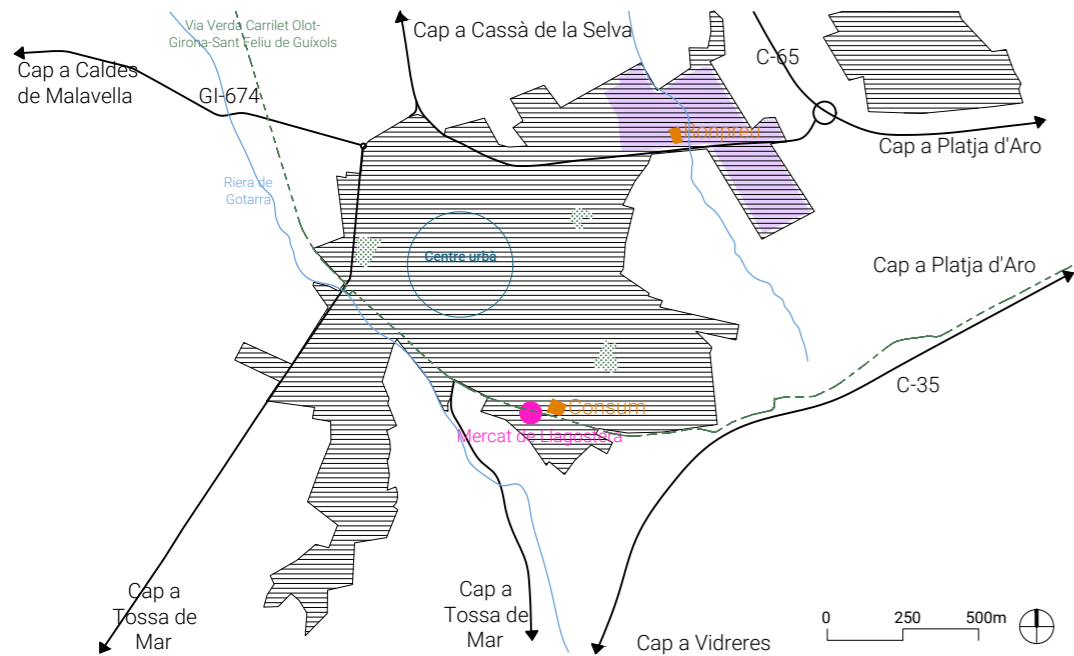 Via Verda Carrilet Olot-
Girona-Sant Feliu de Guíxols
Cap a Cassà de la Selva
C-65
Cap a Caldes
de Malavella
GI-674
Bonpreu
Cap a Platja d'Aro
Riera de
Gotarra
Centre urbà
Cap a Platja d'Aro
C-35
Consum
Mercat de Llagostera
Cap a
Tossa de
Mar
Cap a
Tossa de
Mar
Cap a Vidreres
0 250 500m